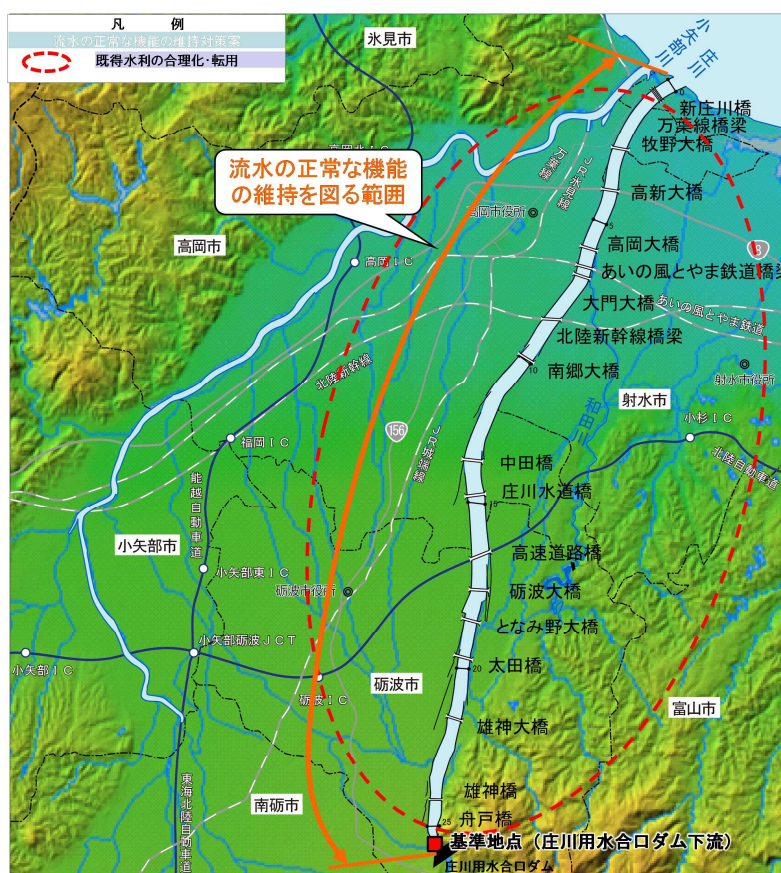 凡　例
流水の正常な機能の維持対策案
既得水利の合理化･転用
氷見市
小矢部川
庄川
新庄川橋
万葉線橋梁
牧野大橋
高岡北ＩＣ
万葉線
ＪＲ氷見線
流水の正常な機能
の維持を図る範囲
高岡市役所
高新大橋
高岡市
高岡ＩＣ
高岡大橋
8
あいの風とやま鉄道橋梁
大門大橋
あいの風とやま鉄道
北陸新幹線橋梁
北陸新幹線
南郷大橋
射水市役所
射水市
和田川
小杉ＩＣ
156
ＪＲ城端線
福岡ＩＣ
北陸自動車道
中田橋
能越自動車道
庄川水道橋
小矢部市
高速道路橋
小矢部東ＩＣ
砺波市役所
砺波大橋
となみ野大橋
小矢部砺波ＪＣＴ
小矢部ＩＣ
太田橋
砺波市
砺波ＩＣ
富山市
雄神大橋
東海北陸自動車道
南砺市
雄神橋
舟戸橋
基準地点（庄川用水合口ダム下流）
庄川用水合口ダム
0
5
10
15
20
25